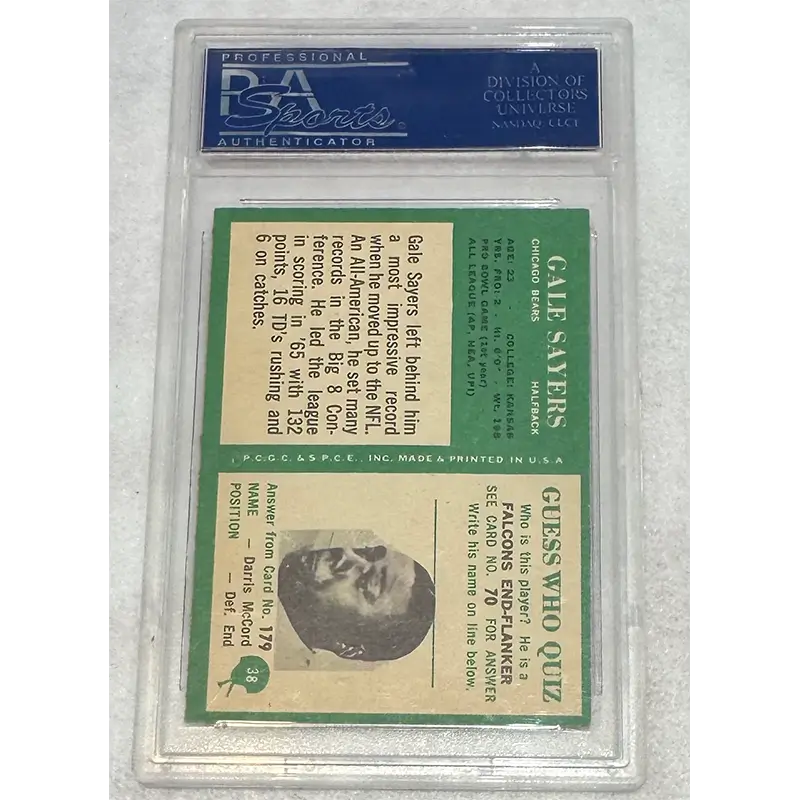 PROFESSIONAL
PSA
Sports
AUTHENTICATOR
A
DIVISION OF
COLLECTORS
UNIVERSE
NASDAQ: CLCT
GALE SAYERS
CHICAGO BEARS HALFBACK
AGE: 23 COLLEGE: KANSAS
YRS. PRO: 2 · Ht. 6'0" · Wt. 198
PRO BOWL GAME (1st year)
ALL LEAGUE (AP, NEA, UPI)
Gale Sayers left behind him
a most impressive record
when he moved up to the NFL.
An All-American, he set many
records in the Big 8 Con-
ference. He led the league
in scoring in '65 with 132
points, 16 TD's rushing and
6 on catches.
P.C.G.C. & S.P.C.E., INC. MADE & PRINTED IN U.S.A
GUESS WHO QUIZ
Who is this player? He is a
FALCONS END-FLANKER
SEE CARD NO. 70 FOR ANSWER
Write his name on line below.
Answer from Card No. 179
NAME — Darris McCord
POSITION — Def. End
38